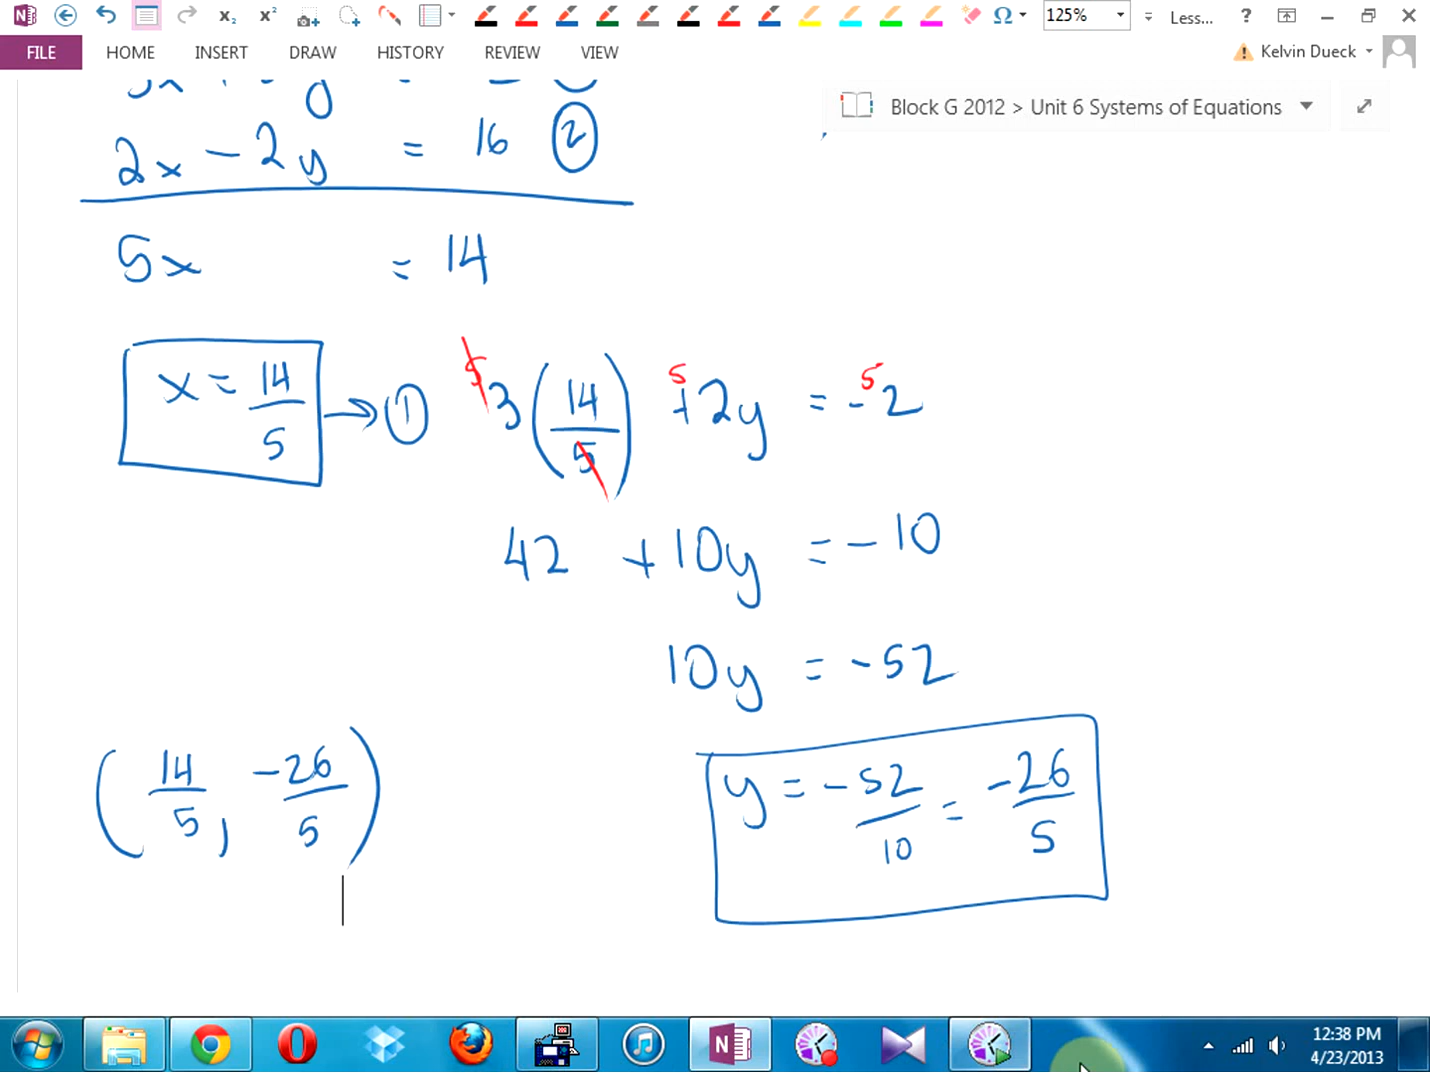 x₂ x² Ω 125% Less... ?
FILE HOME INSERT DRAW HISTORY REVIEW VIEW Kelvin Dueck
Block G 2012 > Unit 6 Systems of Equations
2x - 2y = 16 ②
5x = 14
x = 14/5 → ① 5 3(14/5) 5 +2y = 5 -2
42 + 10y = -10
10y = -52
y = -52/10 = -26/5
(14/5, -26/5)
12:38 PM
4/23/2013